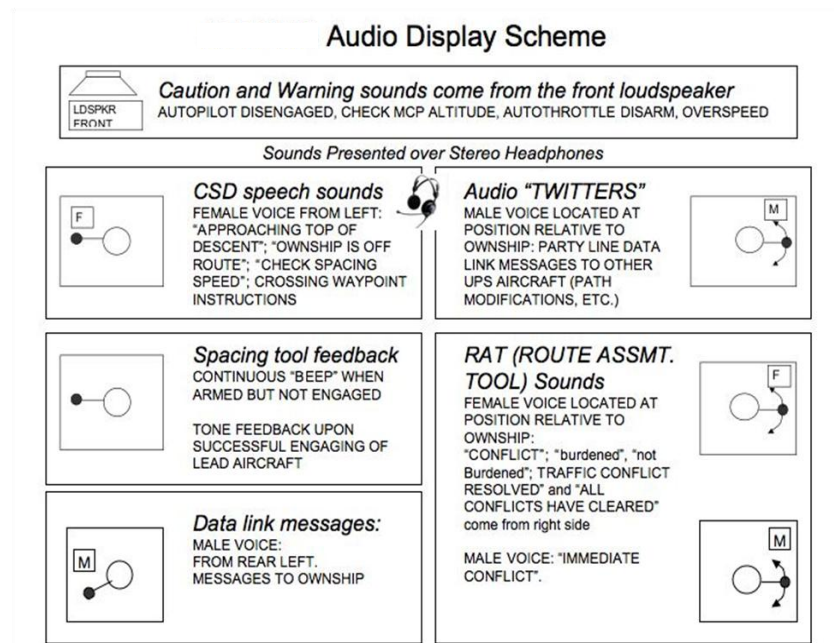 Audio Display Scheme
LDSPKR
FRONT
Caution and Warning sounds come from the front loudspeaker
AUTOPILOT DISENGAGED, CHECK MCP ALTITUDE, AUTOTHROTTLE DISARM, OVERSPEED
Sounds Presented over Stereo Headphones
F
CSD speech sounds
FEMALE VOICE FROM LEFT:
“APPROACHING TOP OF
DESCENT”; “OWNSHIP IS OFF
ROUTE”; “CHECK SPACING
SPEED”; CROSSING WAYPOINT
INSTRUCTIONS
Audio “TWITTERS”
MALE VOICE LOCATED AT
POSITION RELATIVE TO
OWNSHIP: PARTY LINE DATA
LINK MESSAGES TO OTHER
UPS AIRCRAFT (PATH
MODIFICATIONS, ETC.)
M
Spacing tool feedback
CONTINUOUS “BEEP” WHEN
ARMED BUT NOT ENGAGED
TONE FEEDBACK UPON
SUCCESSFUL ENGAGING OF
LEAD AIRCRAFT
RAT (ROUTE ASSMT.
TOOL) Sounds
FEMALE VOICE LOCATED AT
POSITION RELATIVE TO
OWNSHIP:
“CONFLICT”; “burdened”, “not
Burdened”; TRAFFIC CONFLICT
RESOLVED” and “ALL
CONFLICTS HAVE CLEARED”
come from right side
MALE VOICE: “IMMEDIATE
CONFLICT”.
F
M
M
Data link messages:
MALE VOICE:
FROM REAR LEFT.
MESSAGES TO OWNSHIP